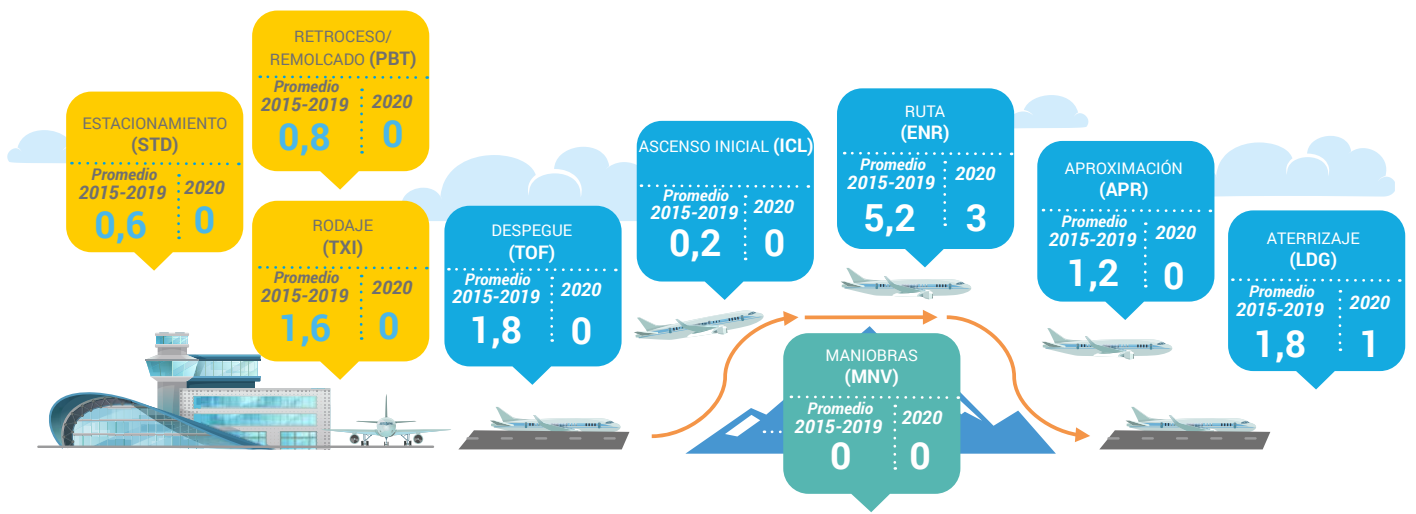 ESTACIONAMIENTO
(STD)
Promedio
2015-2019
2020
0,6
0
RETROCESO/
REMOLCADO (PBT)
Promedio
2015-2019
2020
0,8
0
RODAJE
(TXI)
Promedio
2015-2019
2020
1,6
0
DESPEGUE
(TOF)
Promedio
2015-2019
2020
1,8
0
ASCENSO INICIAL (ICL)
Promedio
2015-2019
2020
0,2
0
RUTA
(ENR)
Promedio
2015-2019
2020
5,2
3
MANIOBRAS
(MNV)
Promedio
2015-2019
2020
0
0
APROXIMACIÓN
(APR)
Promedio
2015-2019
2020
1,2
0
ATERRIZAJE
(LDG)
Promedio
2015-2019
2020
1,8
1